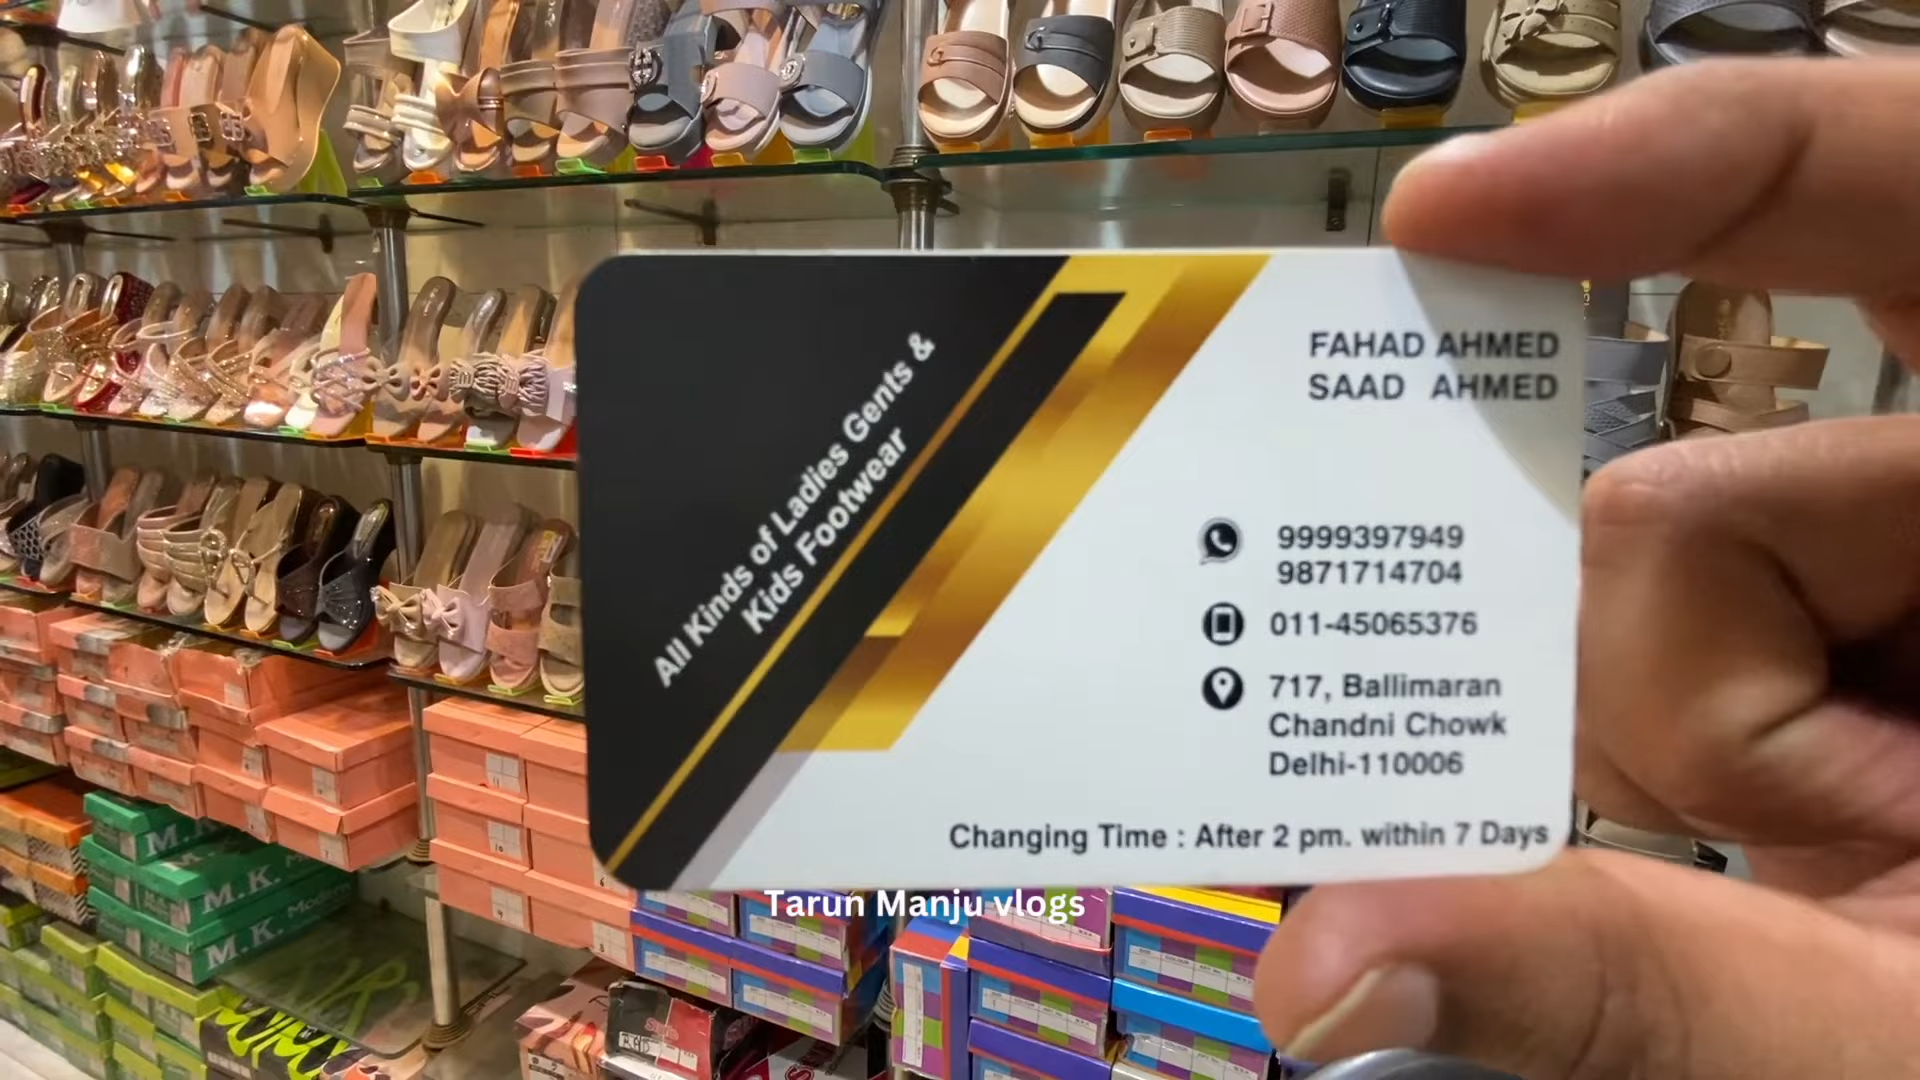 All Kinds of Ladies Gents &
Kids Footwear
FAHAD AHMED
SAAD AHMED
9999397949
9871714704
011-45065376
717, Ballimaran
Chandni Chowk
Delhi-110006
Changing Time : After 2 pm. within 7 Days
Tarun Manju vlogs
M.K.
M.K. Modern
M.K.